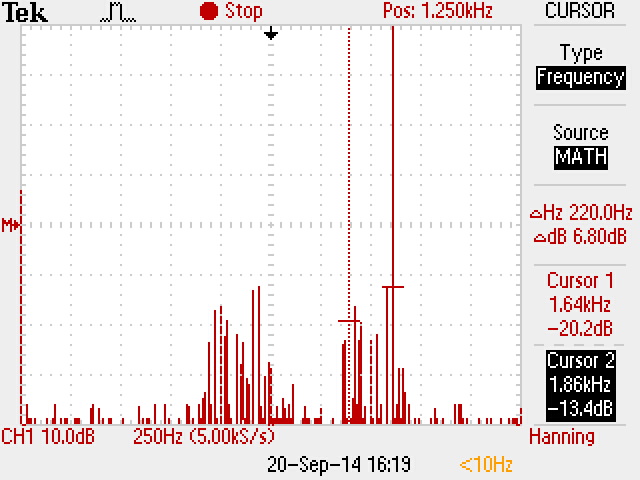 Tek Stop Pos: 1.250kHz CURSOR
Type
Frequency
Source
MATH
M
△Hz 220.0Hz
△dB 6.80dB
Cursor 1
1.64kHz
−20.2dB
Cursor 2
1.86kHz
−13.4dB
CH1 10.0dB 250Hz (5.00kS/s) Hanning
20-Sep-14 16:19 <10Hz